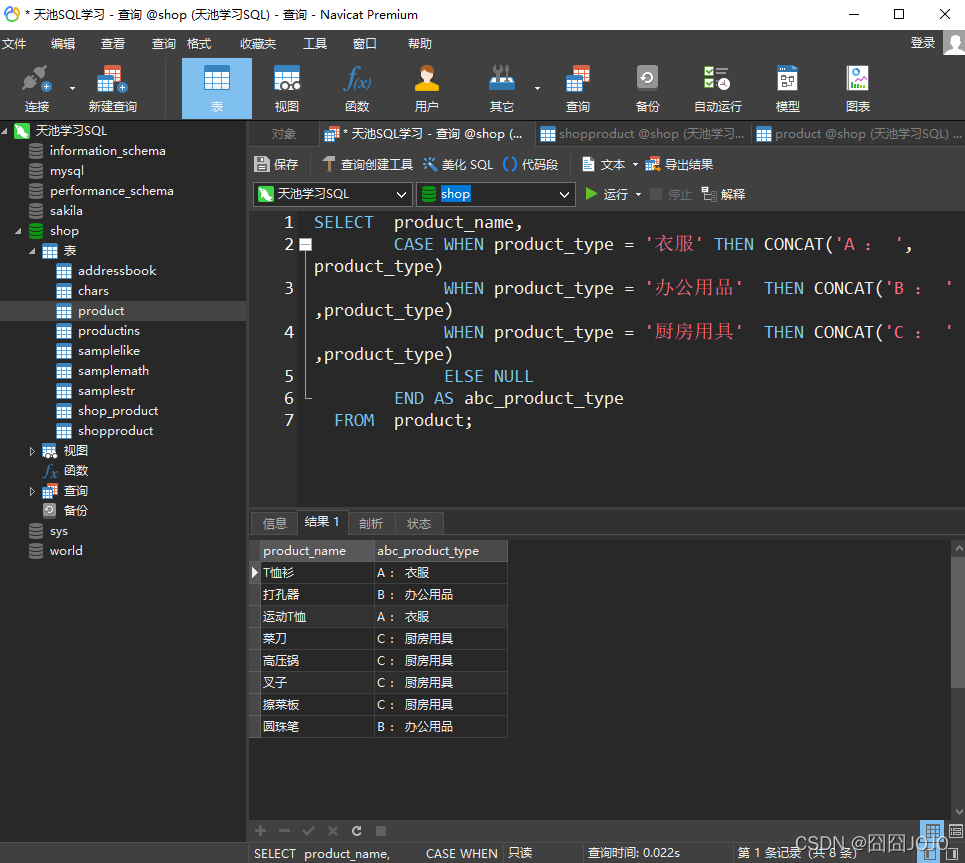 * 天池SQL学习 - 查询 @shop (天池学习SQL) - 查询 - Navicat Premium
文件 编辑 查看 查询 格式 收藏夹 工具 窗口 帮助 登录
连接 新建查询 表 视图 函数 用户 其它 查询 备份 自动运行 模型 图表
天池学习SQL
information_schema
mysql
performance_schema
sakila
shop
表
addressbook
chars
product
productins
samplelike
samplemath
samplestr
shop_product
shopproduct
视图
函数
查询
备份
sys
world
对象 * 天池SQL学习 - 查询 @shop (... shopproduct @shop (天池学习... product @shop (天池学习SQL) ...
保存 查询创建工具 美化 SQL 代码段 文本 导出结果
天池学习SQL shop 运行 停止 解释
1 SELECT product_name,
2 CASE WHEN product_type = '衣服' THEN CONCAT('A : ',
product_type)
3 WHEN product_type = '办公用品' THEN CONCAT('B : '
,product_type)
4 WHEN product_type = '厨房用具' THEN CONCAT('C : '
,product_type)
5 ELSE NULL
6 END AS abc_product_type
7 FROM product;
信息 结果 1 剖析 状态
product_name abc_product_type
T恤衫 A : 衣服
打孔器 B : 办公用品
运动T恤 A : 衣服
菜刀 C : 厨房用具
高压锅 C : 厨房用具
叉子 C : 厨房用具
擦菜板 C : 厨房用具
圆珠笔 B : 办公用品
SELECT product_name, CASE WHEN 只读 查询时间: 0.022s 第 1 条记录 (共 8 条)
CSDN @囧囧JOJO